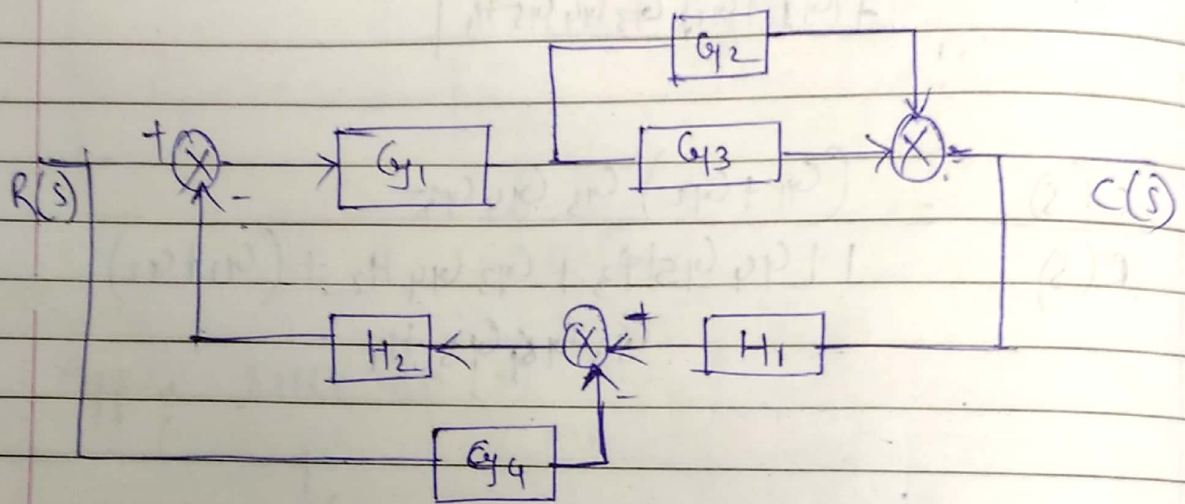 G2
+ X G1 G3 X
R(s) - C(s)
H2 X + H1
-
G4